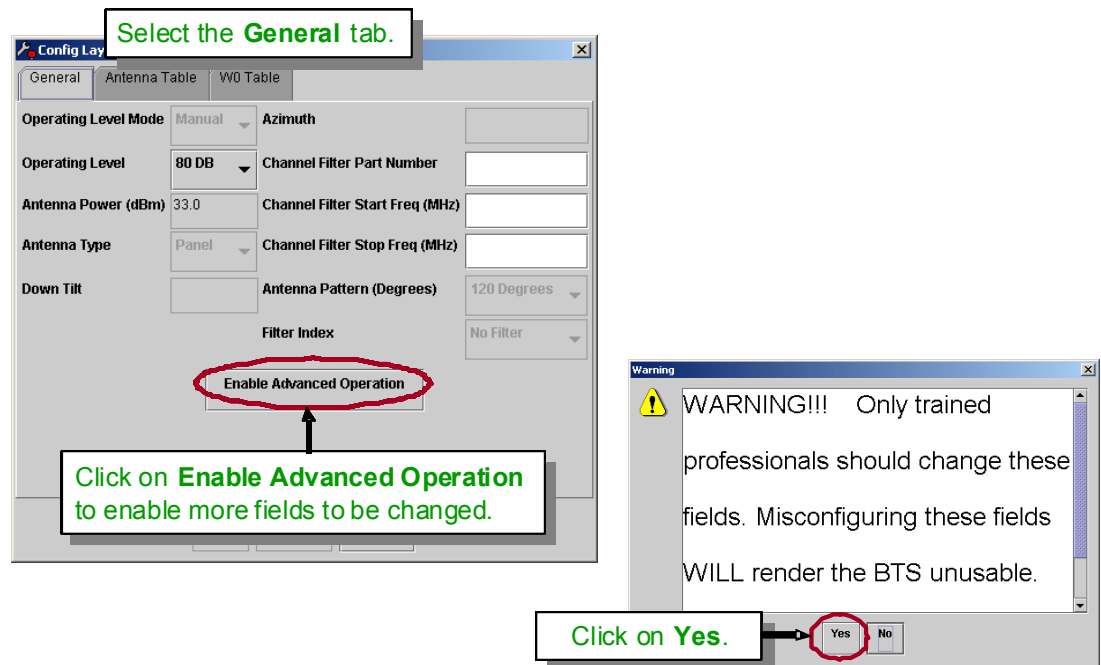 Select the General tab.
Config Lay
General Antenna Table W0 Table
Operating Level Mode Manual Azimuth
Operating Level 80 DB Channel Filter Part Number
Antenna Power (dBm) 33.0 Channel Filter Start Freq (MHz)
Antenna Type Panel Channel Filter Stop Freq (MHz)
Down Tilt Antenna Pattern (Degrees) 120 Degrees
Filter Index No Filter
Enable Advanced Operation
Click on Enable Advanced Operation
to enable more fields to be changed.
Warning
WARNING!!! Only trained
professionals should change these
fields. Misconfiguring these fields
WILL render the BTS unusable.
Click on Yes.
Yes No